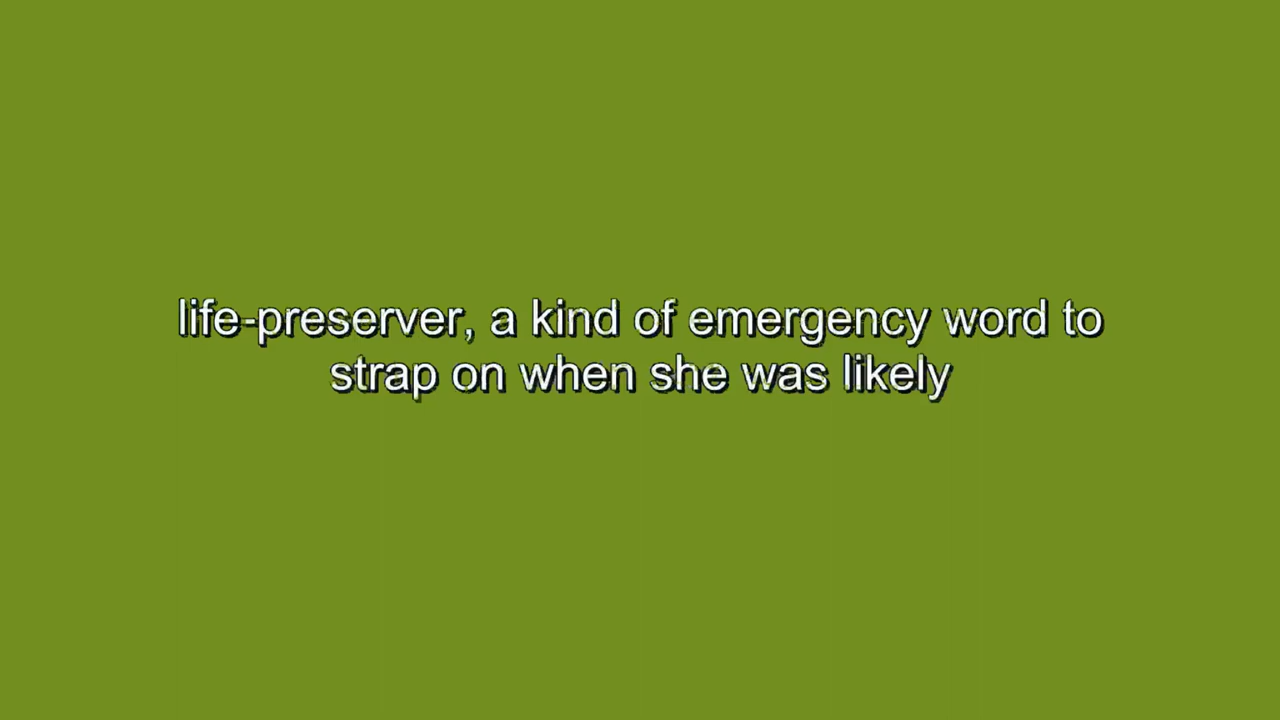 life-preserver, a kind of emergency word to
strap on when she was likely